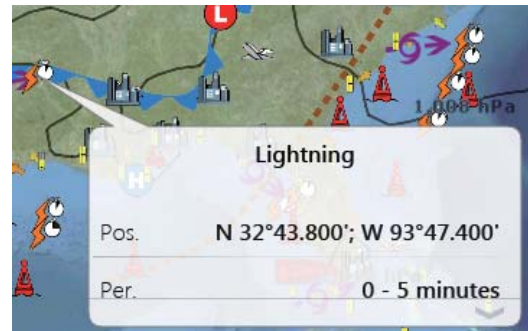 L
1,008 hPa
Lightning
H
Pos. N 32°43.800'; W 93°47.400'
Per. 0 - 5 minutes